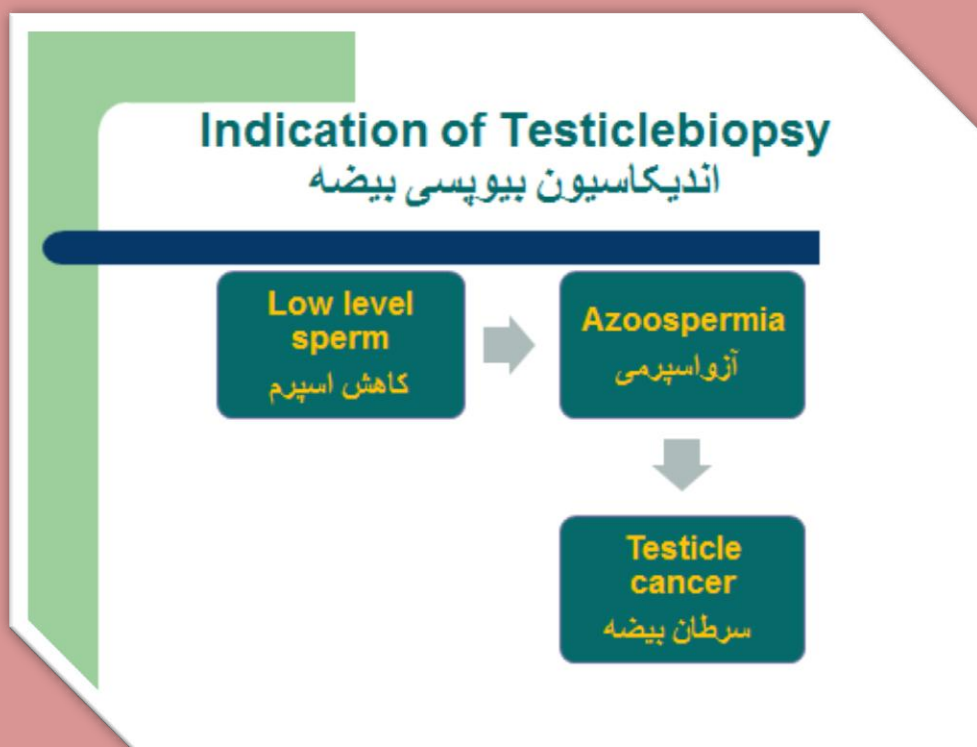 Indication of Testiclebiopsy
اندیکاسیون بیوپسی بیضه
Low level
sperm
کاهش اسپرم
Azoospermia
آزواسپرمی
Testicle
cancer
سرطان بیضه